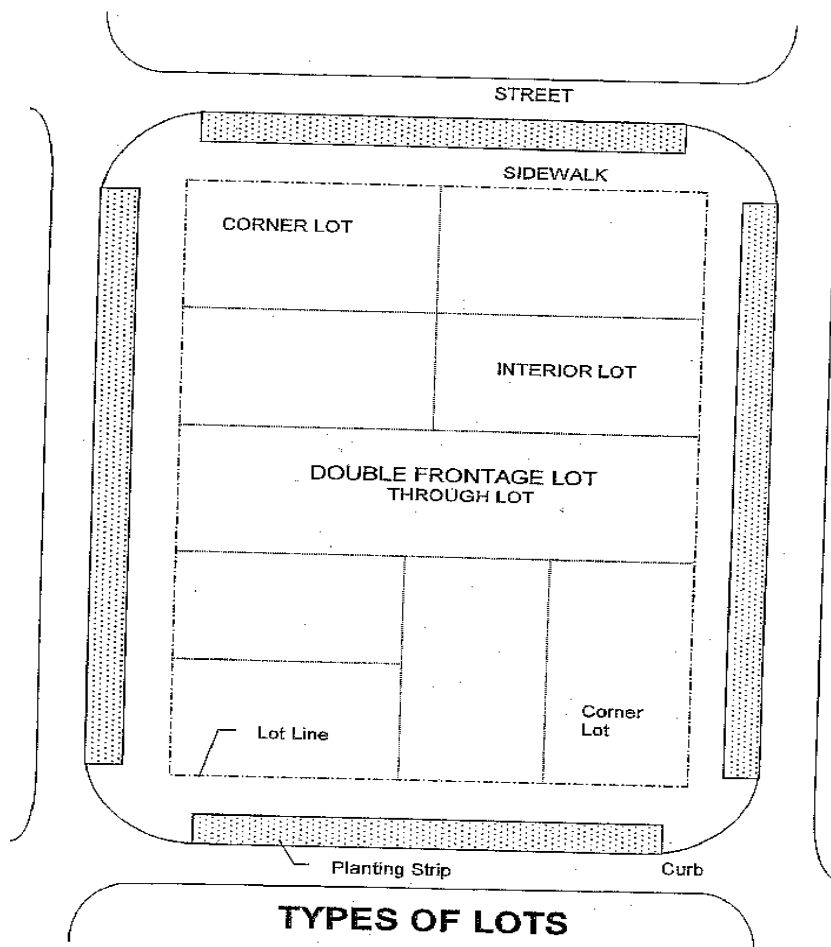 STREET
SIDEWALK
CORNER LOT
INTERIOR LOT
DOUBLE FRONTAGE LOT
THROUGH LOT
Corner
Lot
Lot Line
Planting Strip
Curb
TYPES OF LOTS